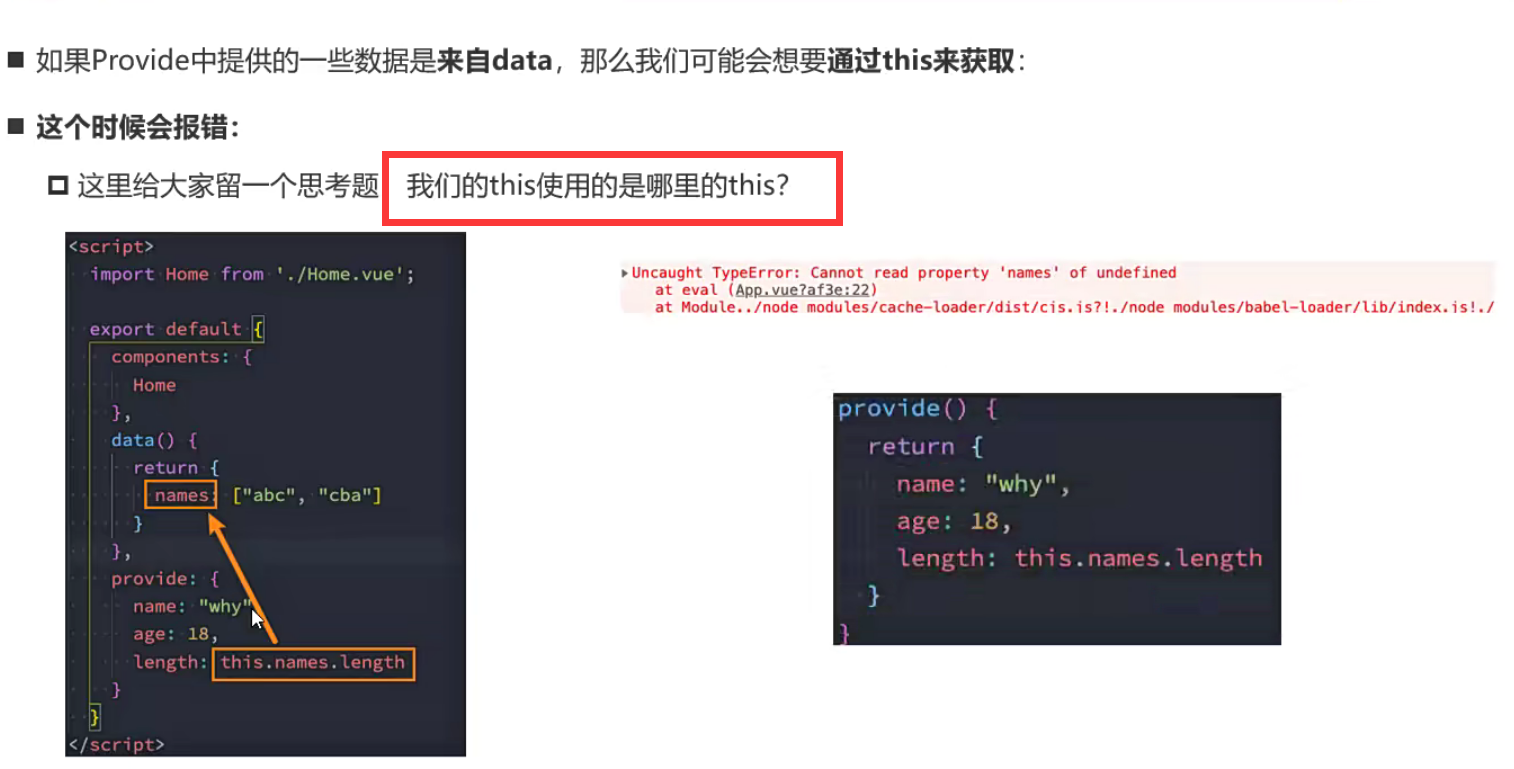 ■ 如果Provide中提供的一些数据是来自data，那么我们可能会想要通过this来获取：
■ 这个时候会报错：
这里给大家留一个思考题 我们的this使用的是哪里的this？
<script>
import Home from './Home.vue';
export default {
components: {
Home
},
data() {
return {
names: ["abc", "cba"]
}
},
provide: {
name: "why"
age: 18,
length: this.names.length
}
}
</script>
Uncaught TypeError: Cannot read property 'names' of undefined
at eval (App.vue?af3e:22)
at Module../node modules/cache-loader/dist/cjs.js?!./node modules/babel-loader/lib/index.js!./
provide() {
return {
name: "why",
age: 18,
length: this.names.length
}
}